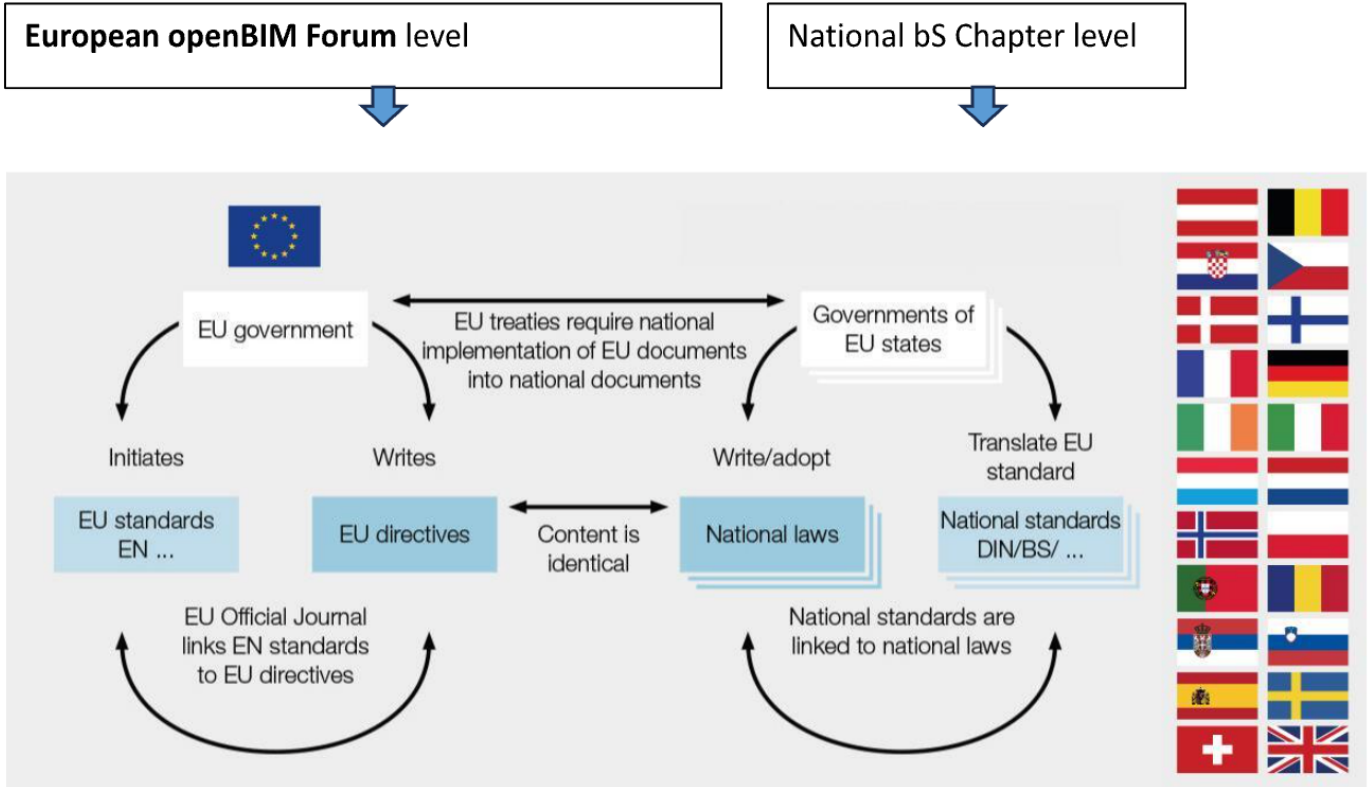 European openBIM Forum level
National bS Chapter level
EU government
EU treaties require national
implementation of EU documents
into national documents
Governments of
EU states
Initiates
Writes
Write/adopt
Translate EU
standard
EU standards
EN ...
EU directives
Content is
identical
National laws
National standards
DIN/BS/ ...
EU Official Journal
links EN standards
to EU directives
National standards are
linked to national laws